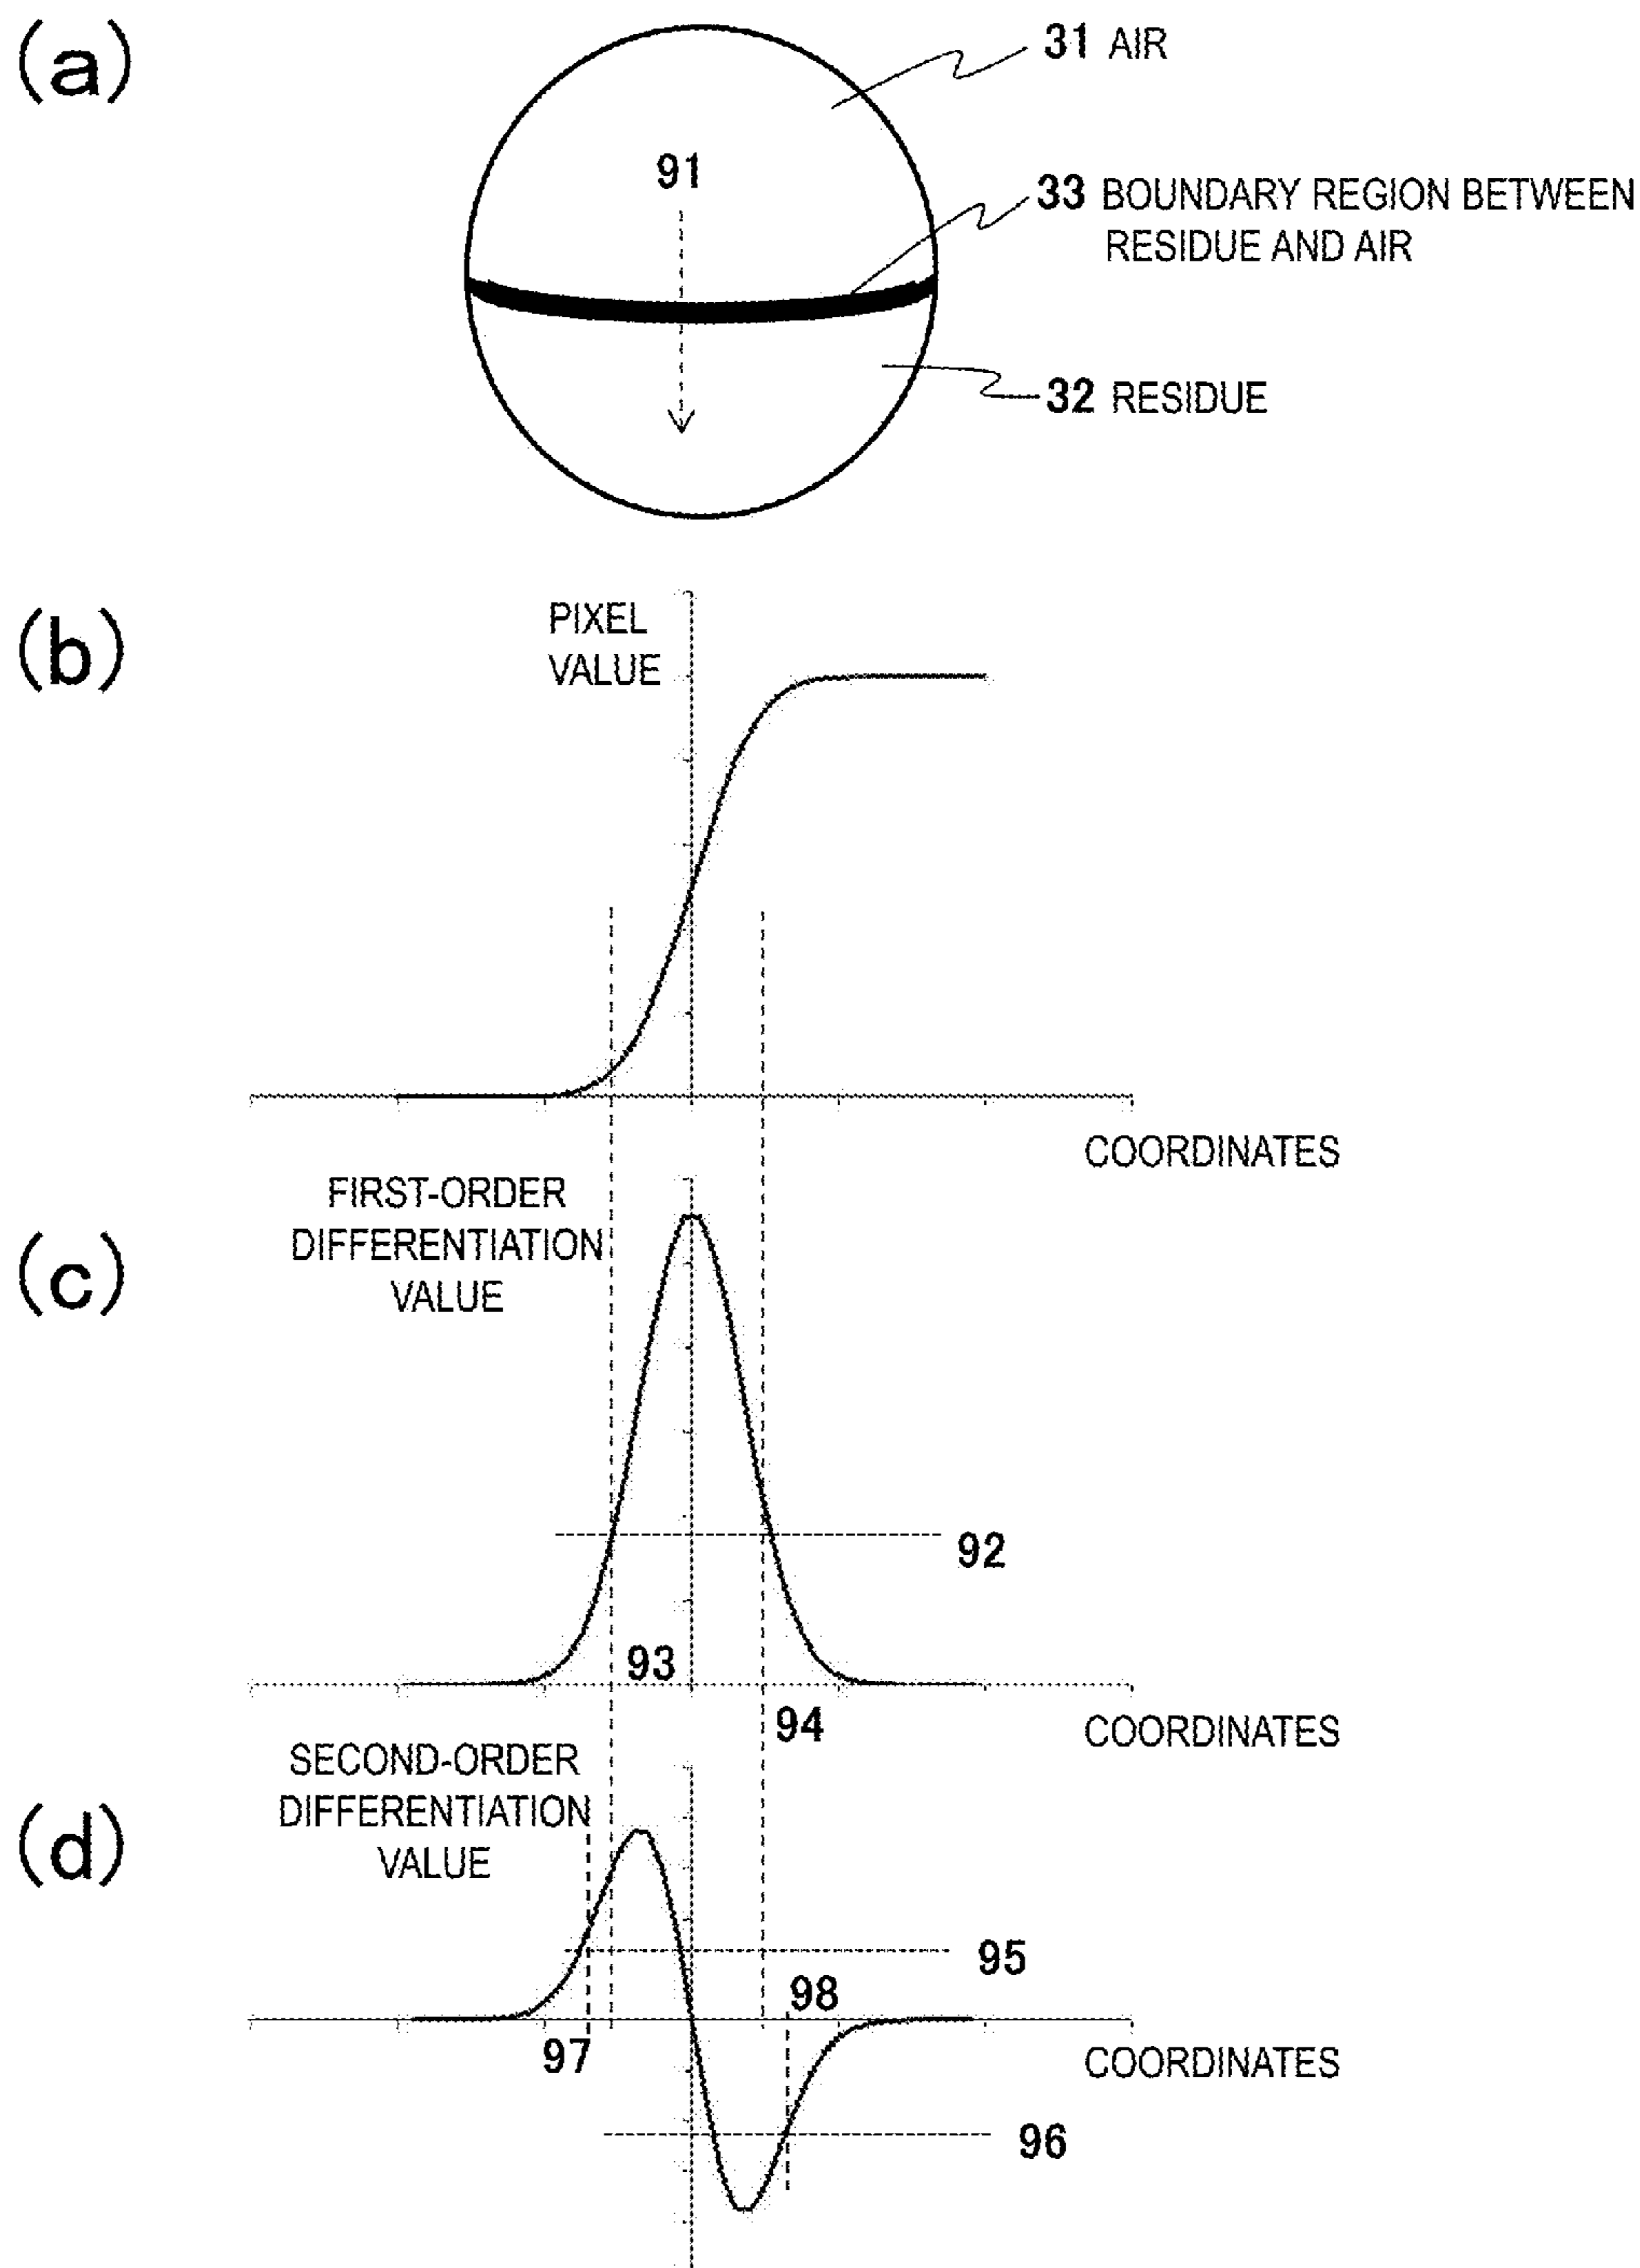 (a)
31 AIR
91
33 BOUNDARY REGION BETWEEN
RESIDUE AND AIR
32 RESIDUE
(b)
PIXEL
VALUE
COORDINATES
(c)
FIRST-ORDER
DIFFERENTIATION
VALUE
92
93
94
COORDINATES
(d)
SECOND-ORDER
DIFFERENTIATION
VALUE
95
98
97
COORDINATES
96